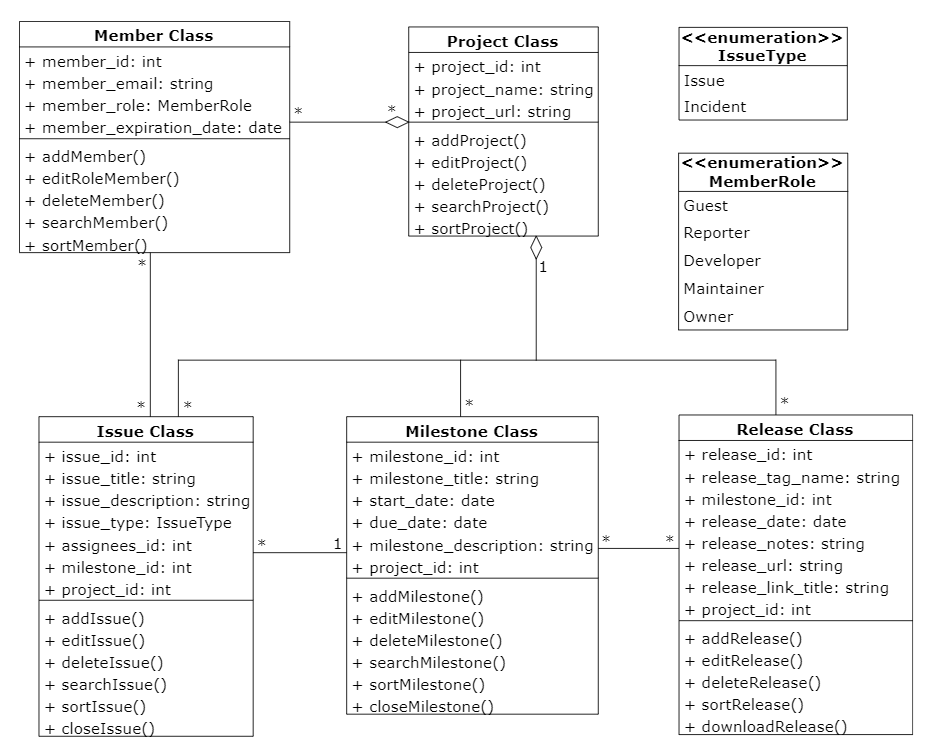 Member Class
+ member_id: int
+ member_email: string
+ member_role: MemberRole
+ member_expiration_date: date
+ addMember()
+ editRoleMember()
+ deleteMember()
+ searchMember()
+ sortMember()
*
*
Project Class
+ project_id: int
+ project_name: string
+ project_url: string
+ addProject()
+ editProject()
+ deleteProject()
+ searchProject()
+ sortProject()
<<enumeration>>
IssueType
Issue
Incident
<<enumeration>>
MemberRole
Guest
Reporter
Developer
Maintainer
Owner
*
1
*
*
*
*
Issue Class
+ issue_id: int
+ issue_title: string
+ issue_description: string
+ issue_type: IssueType
+ assignees_id: int
+ milestone_id: int
+ project_id: int
+ addIssue()
+ editIssue()
+ deleteIssue()
+ searchIssue()
+ sortIssue()
+ closeIssue()
*
1
Milestone Class
+ milestone_id: int
+ milestone_title: string
+ start_date: date
+ due_date: date
+ milestone_description: string
+ project_id: int
+ addMilestone()
+ editMilestone()
+ deleteMilestone()
+ searchMilestone()
+ sortMilestone()
+ closeMilestone()
*
*
Release Class
+ release_id: int
+ release_tag_name: string
+ milestone_id: int
+ release_date: date
+ release_notes: string
+ release_url: string
+ release_link_title: string
+ project_id: int
+ addRelease()
+ editRelease()
+ deleteRelease()
+ sortRelease()
+ downloadRelease()